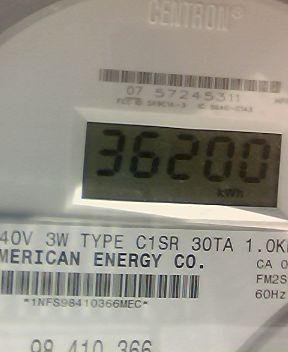 CENTRON®
07 57245311
36200
kWh
40V 3W TYPE C1SR 30TA 1.0K
MERICAN ENERGY CO.
CA 0
FM2S
60Hz
*1NFS98410366MEC*
98 410 366